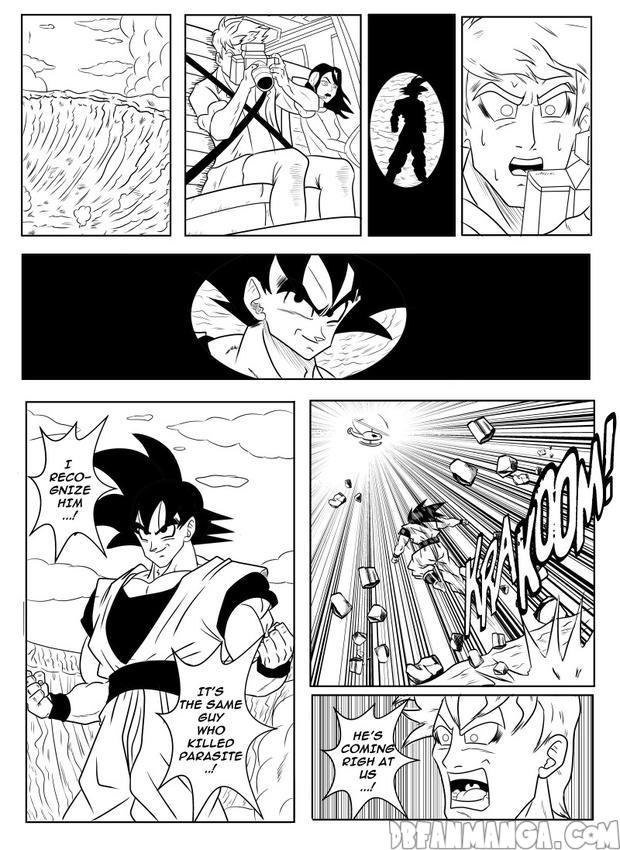 I
RECO-
GNIZE
HIM
...!
KRAKOOM!
IT'S
THE SAME
GUY
WHO
KILLED
PARASITE
...!
HE'S
COMING
RIGH AT
US
...!
DBFANMANGA.COM